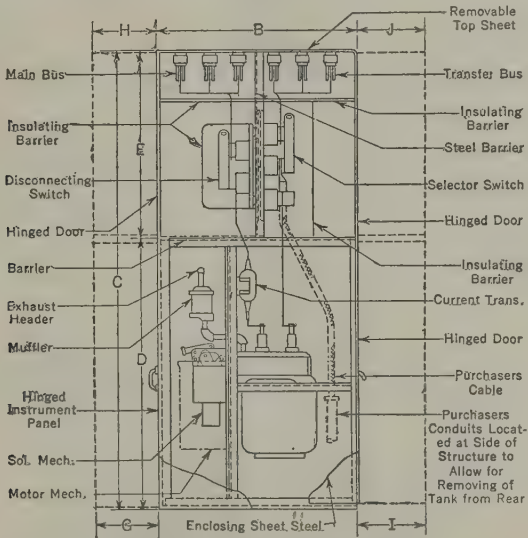 H
B
J
Removable
Top Sheet
Main Bus
Transfer Bus
Insulating
Barrier
E
Insulating
Barrier
Steel Barrier
Disconnecting
Switch
Selector Switch
Hinged Door
Hinged Door
Barrier
Insulating
Barrier
C
Exhaust
Header
Current Trans.
D
Muffler
Hinged Door
Hinged
Instrument
Panel
Purchasers
Cable
Sol. Mech.
Purchasers
Conduits Locat-
ed at Side of
Structure to
Allow for
Removing of
Tank from Rear
Motor Mech.
G
Enclosing Sheet Steel
I